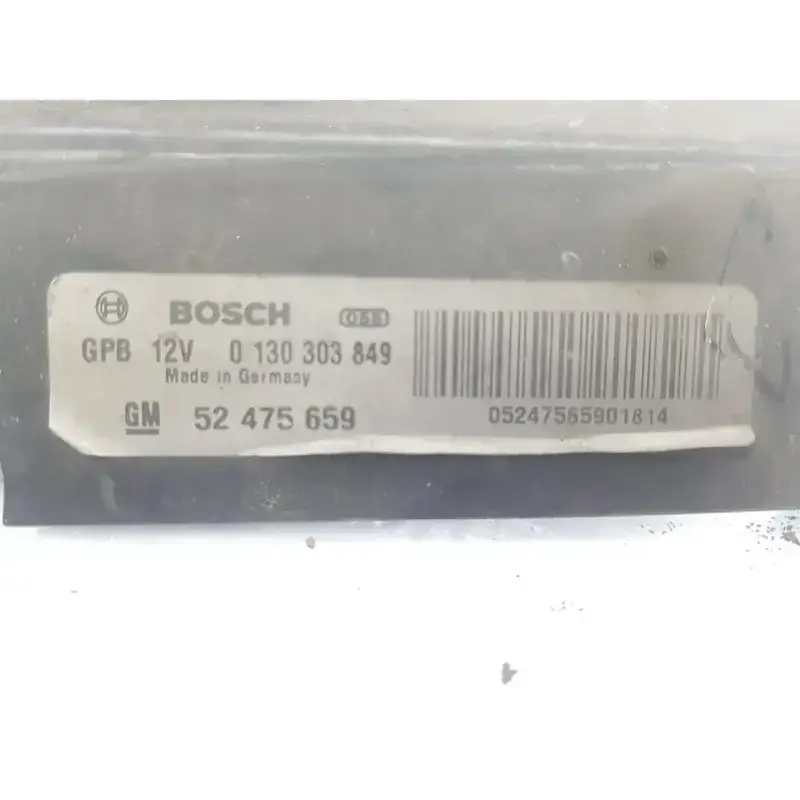 BOSCH
GPB 12V 0 130 303 849
Made in Germany
GM 52 475 659
05247565901814